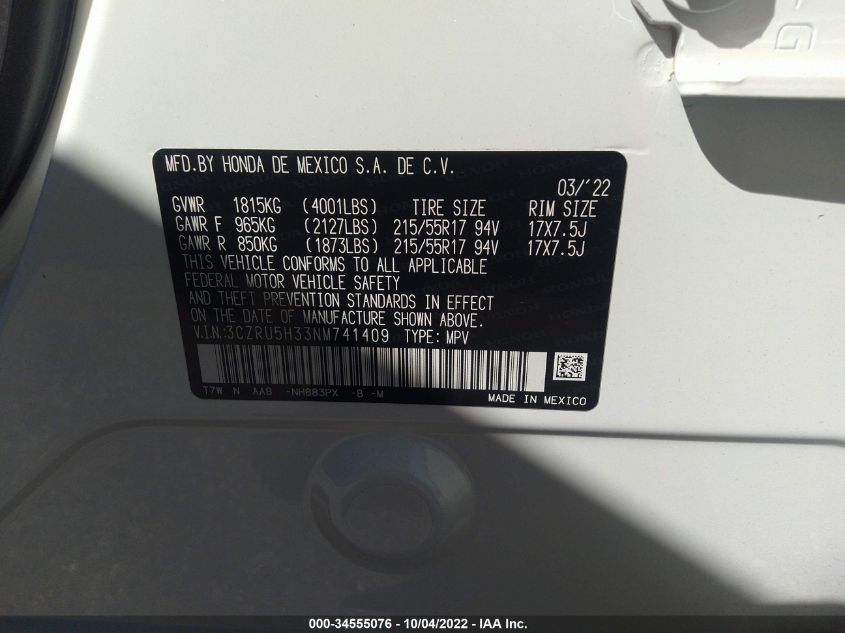 G
MFD.BY HONDA DE MEXICO S.A. DE C.V.
03/'22
GVWR 1815KG (4001LBS) TIRE SIZE RIM SIZE
GAWR F 965KG (2127LBS) 215/55R17 94V 17X7.5J
GAWR R 850KG (1873LBS) 215/55R17 94V 17X7.5J
THIS VEHICLE CONFORMS TO ALL APPLICABLE
FEDERAL MOTOR VEHICLE SAFETY
AND THEFT PREVENTION STANDARDS IN EFFECT
ON THE DATE OF MANUFACTURE SHOWN ABOVE.
V.I.N.:3CZRU5H33NM741409 TYPE: MPV
T7W N AAB -NH883PX -B -M
MADE IN MEXICO
000-34555076 - 10/04/2022 - IAA Inc.